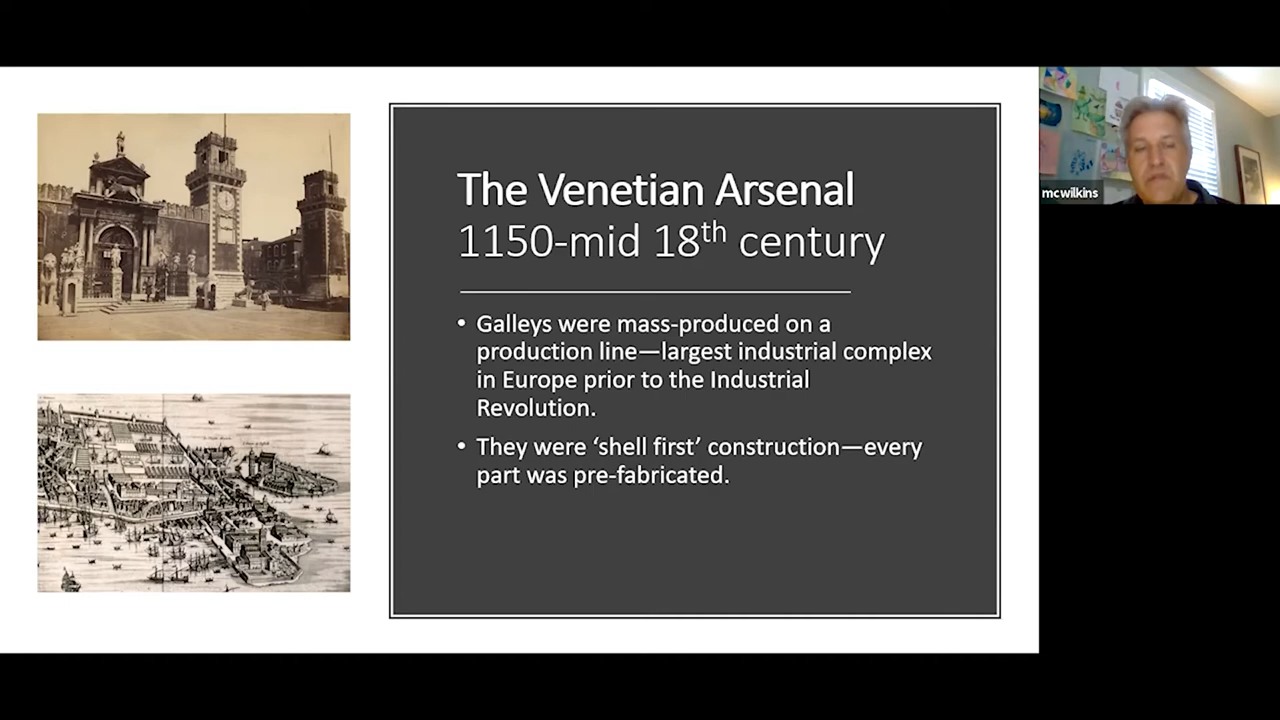 The Venetian Arsenal
1150-mid 18th century
• Galleys were mass-produced on a
production line—largest industrial complex
in Europe prior to the Industrial
Revolution.
• They were ‘shell first’ construction—every
part was pre-fabricated.
mcwilkins